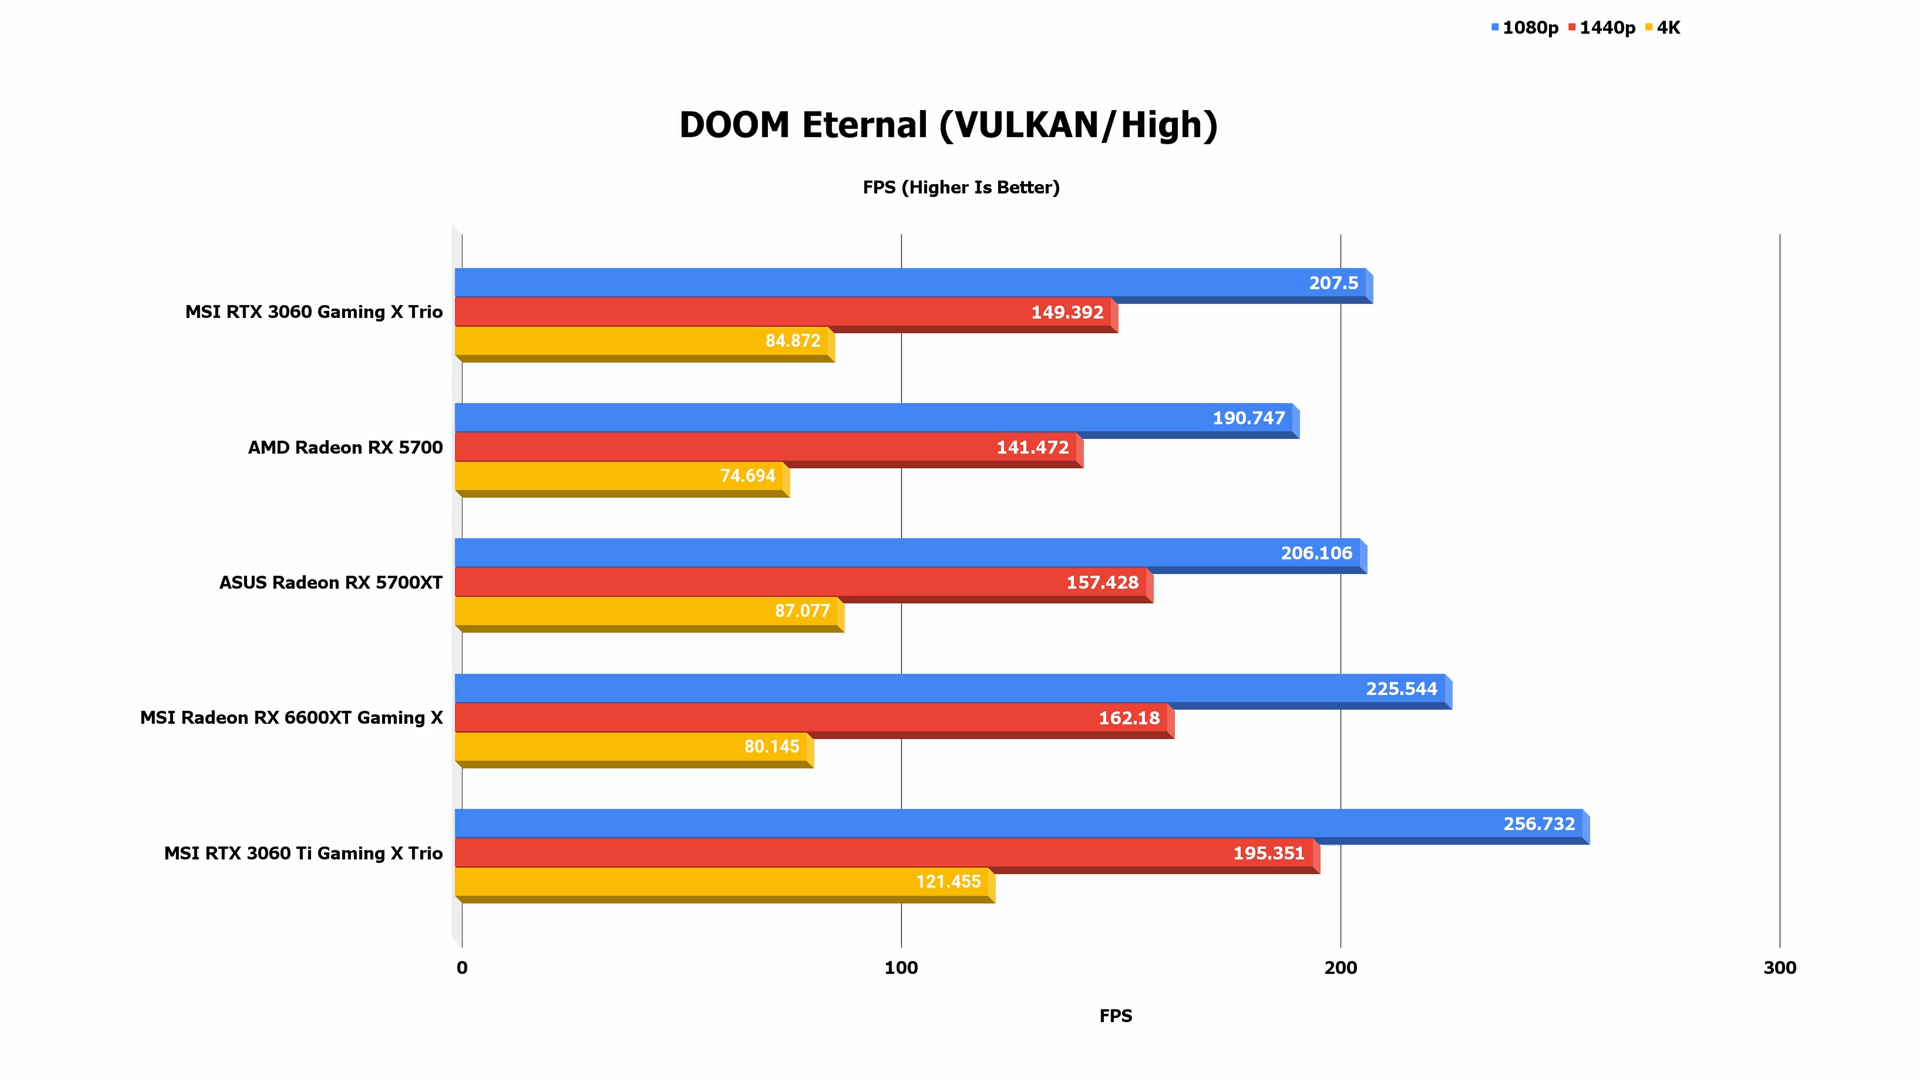 1080p 1440p 4K
DOOM Eternal (VULKAN/High)
FPS (Higher Is Better)
MSI RTX 3060 Gaming X Trio
207.5
149.392
84.872
AMD Radeon RX 5700
190.747
141.472
74.694
ASUS Radeon RX 5700XT
206.106
157.428
87.077
MSI Radeon RX 6600XT Gaming X
225.544
162.18
80.145
MSI RTX 3060 Ti Gaming X Trio
256.732
195.351
121.455
0 100 200 300
FPS